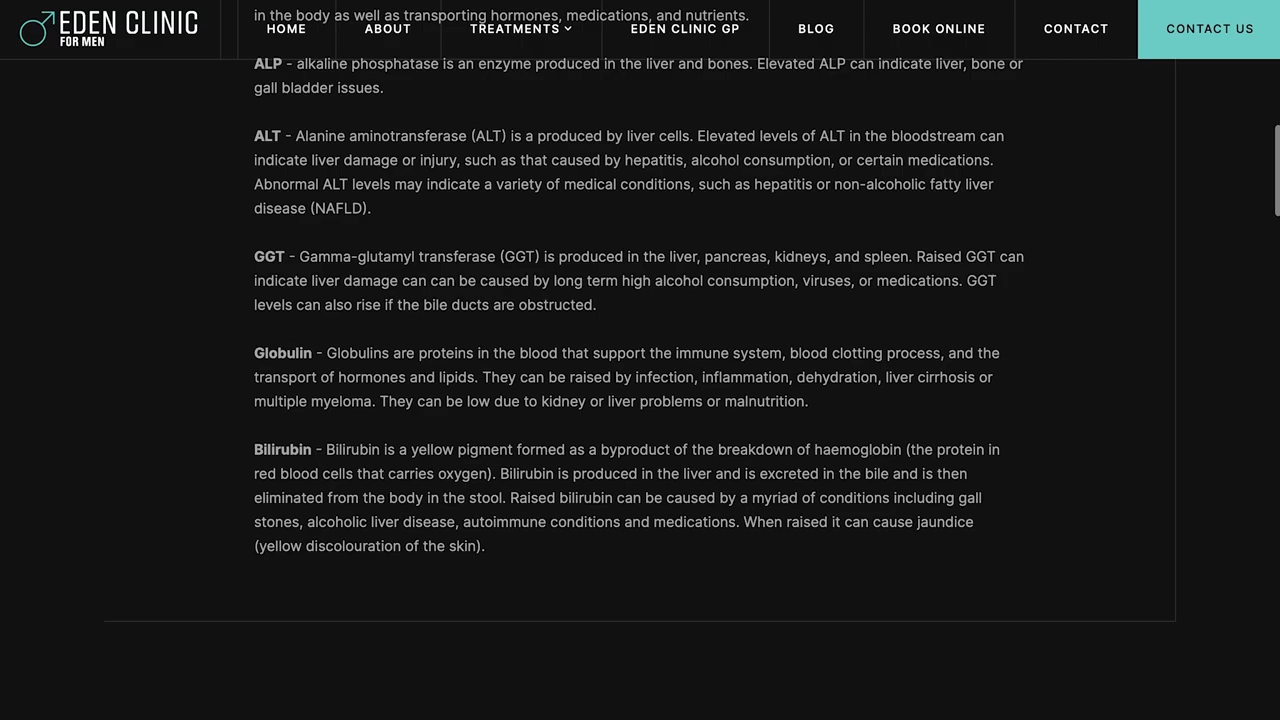 EDEN CLINIC
FOR MEN
HOME
ABOUT
TREATMENTS
EDEN CLINIC GP
BLOG
BOOK ONLINE
CONTACT
CONTACT US
in the body as well as transporting hormones, medications, and nutrients.
ALP - alkaline phosphatase is an enzyme produced in the liver and bones. Elevated ALP can indicate liver, bone or
gall bladder issues.
ALT - Alanine aminotransferase (ALT) is a produced by liver cells. Elevated levels of ALT in the bloodstream can
indicate liver damage or injury, such as that caused by hepatitis, alcohol consumption, or certain medications.
Abnormal ALT levels may indicate a variety of medical conditions, such as hepatitis or non-alcoholic fatty liver
disease (NAFLD).
GGT - Gamma-glutamyl transferase (GGT) is produced in the liver, pancreas, kidneys, and spleen. Raised GGT can
indicate liver damage can can be caused by long term high alcohol consumption, viruses, or medications. GGT
levels can also rise if the bile ducts are obstructed.
Globulin - Globulins are proteins in the blood that support the immune system, blood clotting process, and the
transport of hormones and lipids. They can be raised by infection, inflammation, dehydration, liver cirrhosis or
multiple myeloma. They can be low due to kidney or liver problems or malnutrition.
Bilirubin - Bilirubin is a yellow pigment formed as a byproduct of the breakdown of haemoglobin (the protein in
red blood cells that carries oxygen). Bilirubin is produced in the liver and is excreted in the bile and is then
eliminated from the body in the stool. Raised bilirubin can be caused by a myriad of conditions including gall
stones, alcoholic liver disease, autoimmune conditions and medications. When raised it can cause jaundice
(yellow discolouration of the skin).